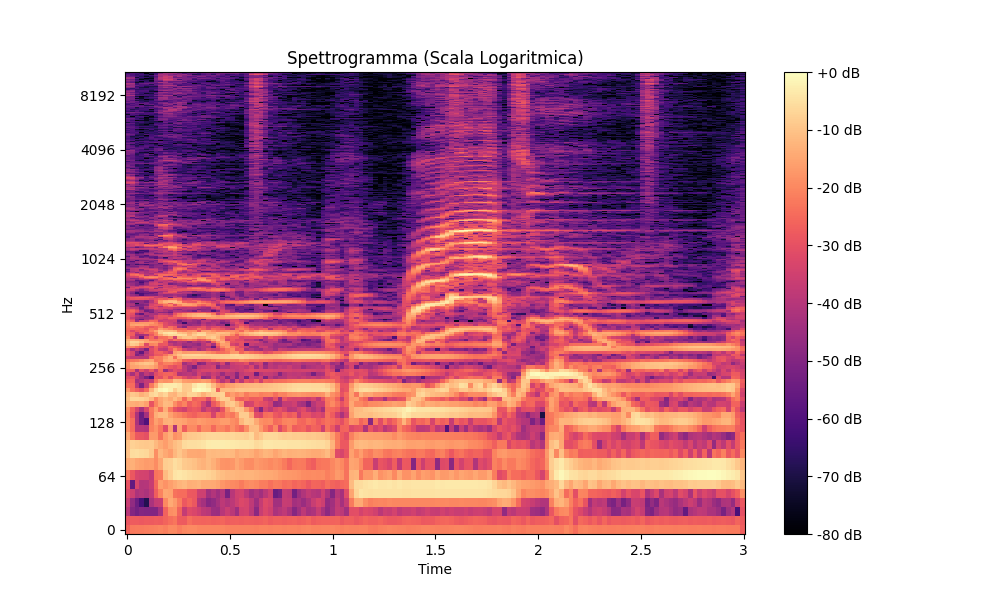 Spettrogramma (Scala Logaritmica)
Hz
8192
4096
2048
1024
512
256
128
64
0
0 0.5 1 1.5 2 2.5 3
Time
+0 dB
-10 dB
-20 dB
-30 dB
-40 dB
-50 dB
-60 dB
-70 dB
-80 dB